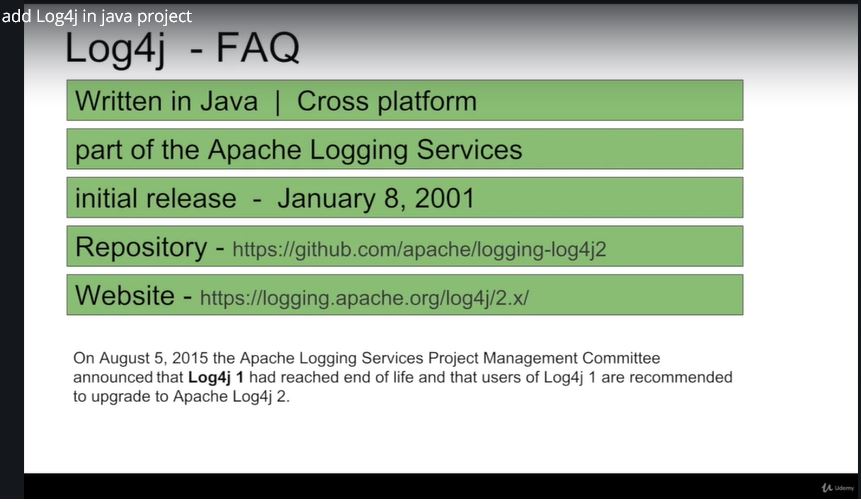 add Log4j in java project
Log4j - FAQ
Written in Java | Cross platform
part of the Apache Logging Services
initial release - January 8, 2001
Repository - https://github.com/apache/logging-log4j2
Website - https://logging.apache.org/log4j/2.x/
On August 5, 2015 the Apache Logging Services Project Management Committee
announced that Log4j 1 had reached end of life and that users of Log4j 1 are recommended
to upgrade to Apache Log4j 2.
Udemy